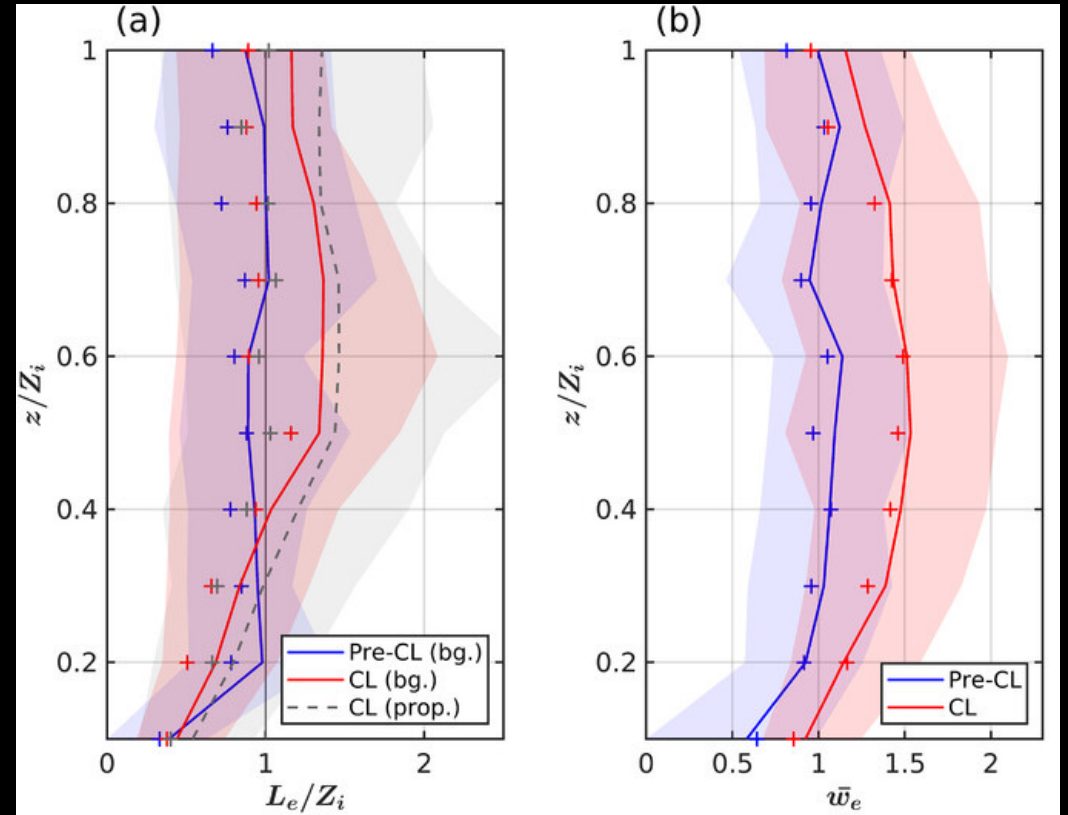 (a)
1
0.8
0.6
0.4
0.2
z/Z_i
0
1
2
L_e/Z_i
Pre-CL (bg.)
CL (bg.)
CL (prop.)
(b)
1
0.8
0.6
0.4
0.2
z/Z_i
0
0.5
1
1.5
2
w̄_e
Pre-CL
CL